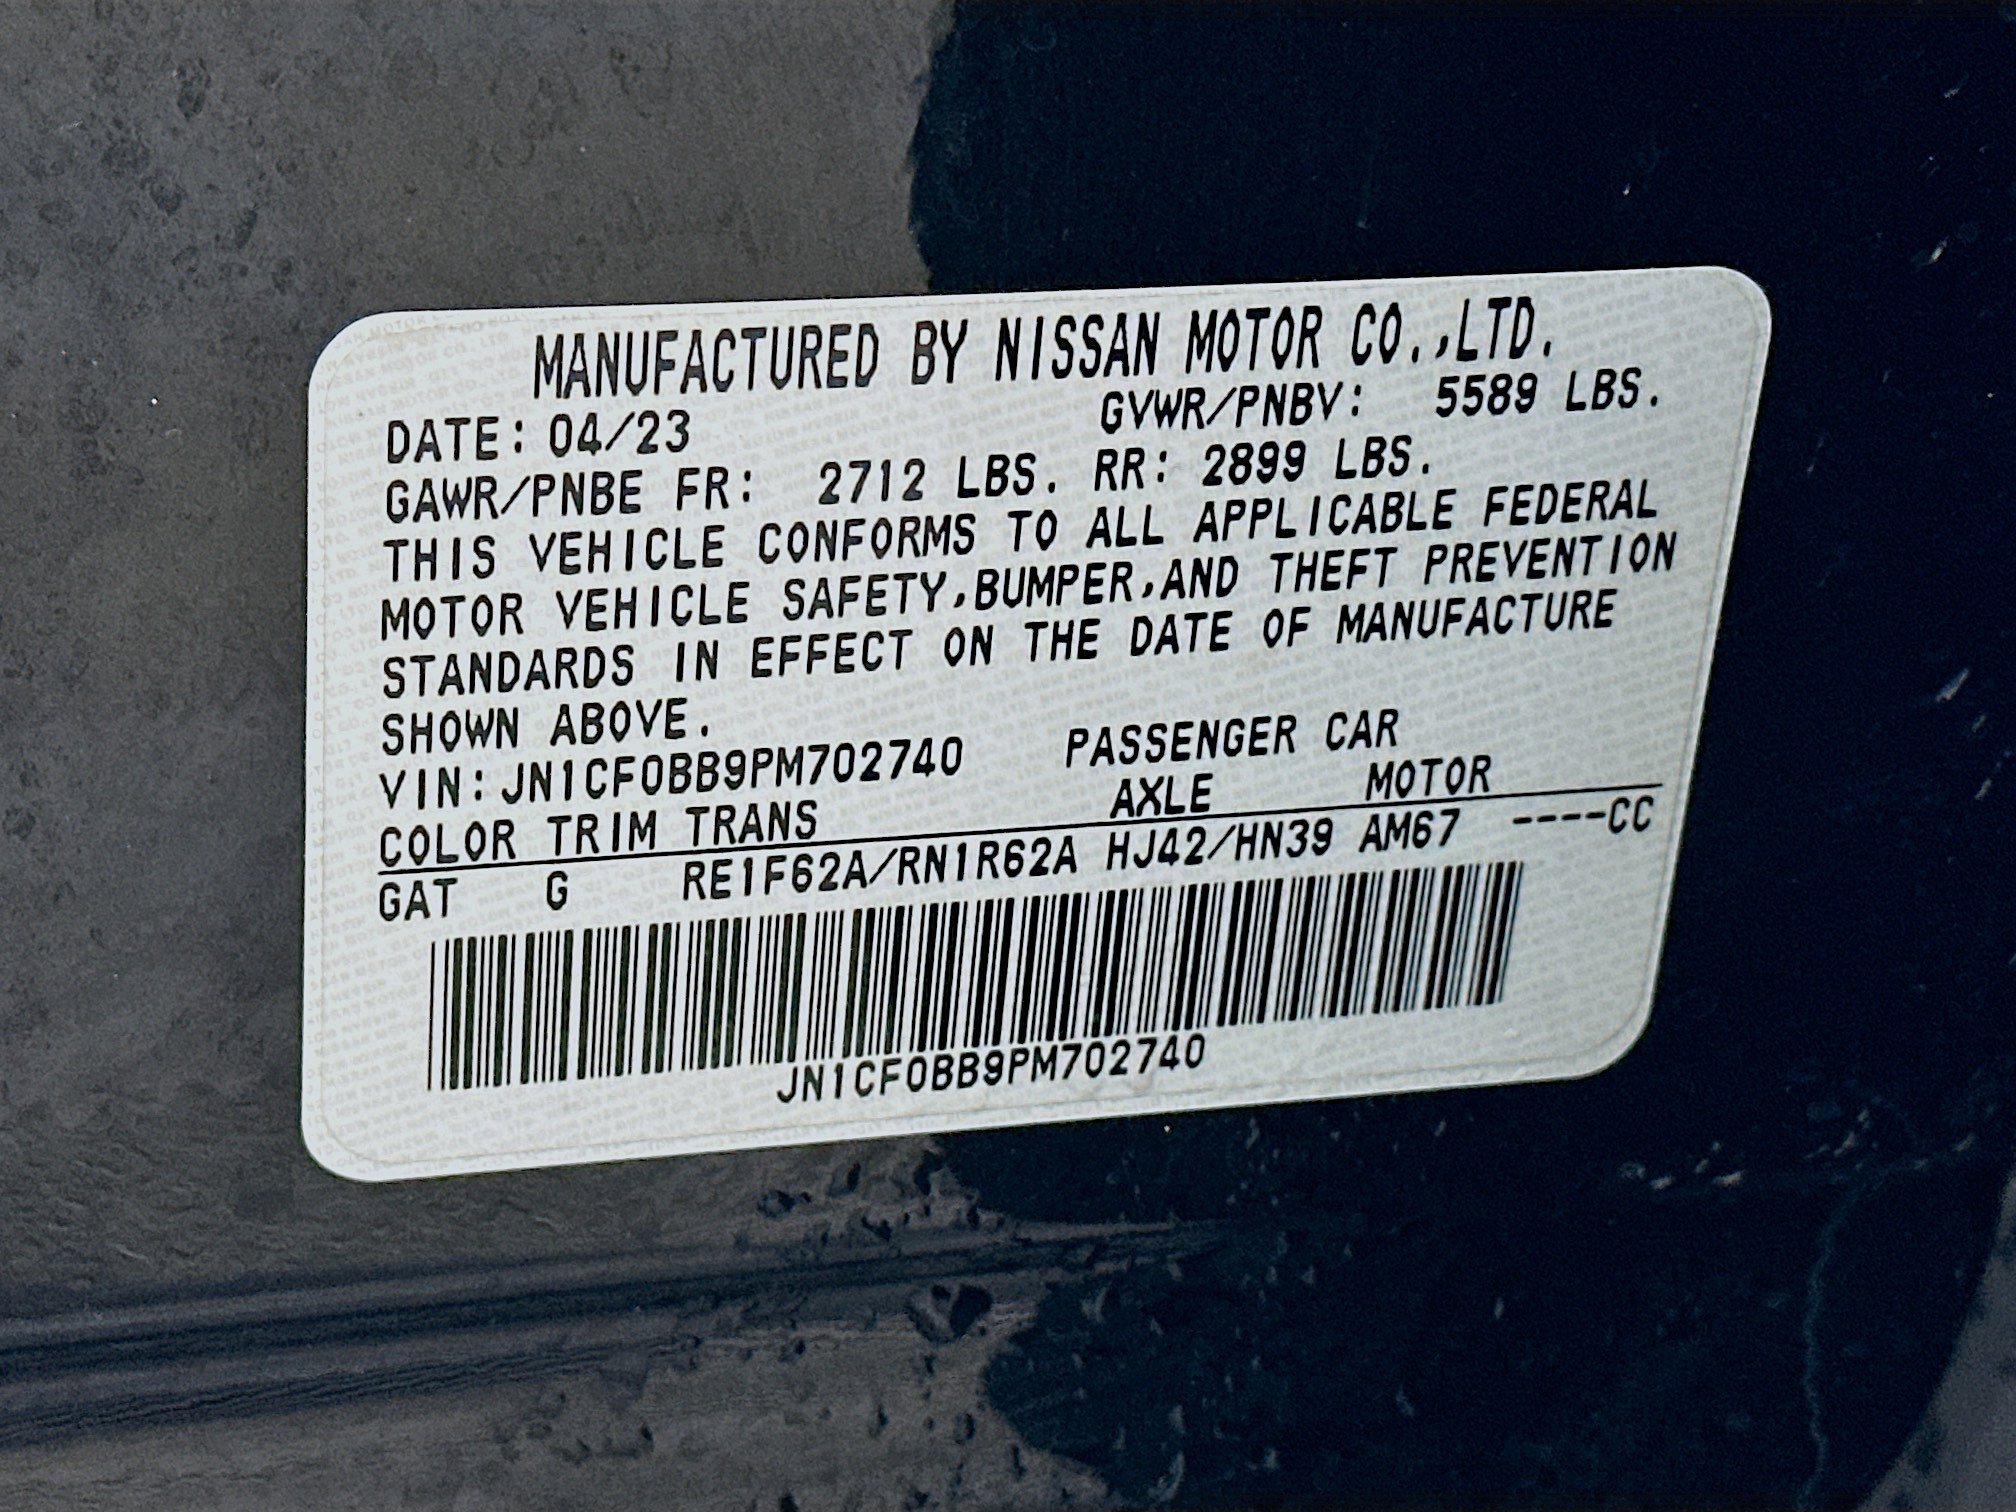 MANUFACTURED BY NISSAN MOTOR CO.,LTD.
DATE: 04/23 GVWR/PNBV: 5589 LBS.
GAWR/PNBE FR: 2712 LBS. RR: 2899 LBS.
THIS VEHICLE CONFORMS TO ALL APPLICABLE FEDERAL
MOTOR VEHICLE SAFETY,BUMPER,AND THEFT PREVENTION
STANDARDS IN EFFECT ON THE DATE OF MANUFACTURE
SHOWN ABOVE.
VIN: JN1CF0BB9PM702740 PASSENGER CAR
COLOR TRIM TRANS AXLE MOTOR
GAT G RE1F62A/RN1R62A HJ42/HN39 AM67 ----CC
JN1CF0BB9PM702740